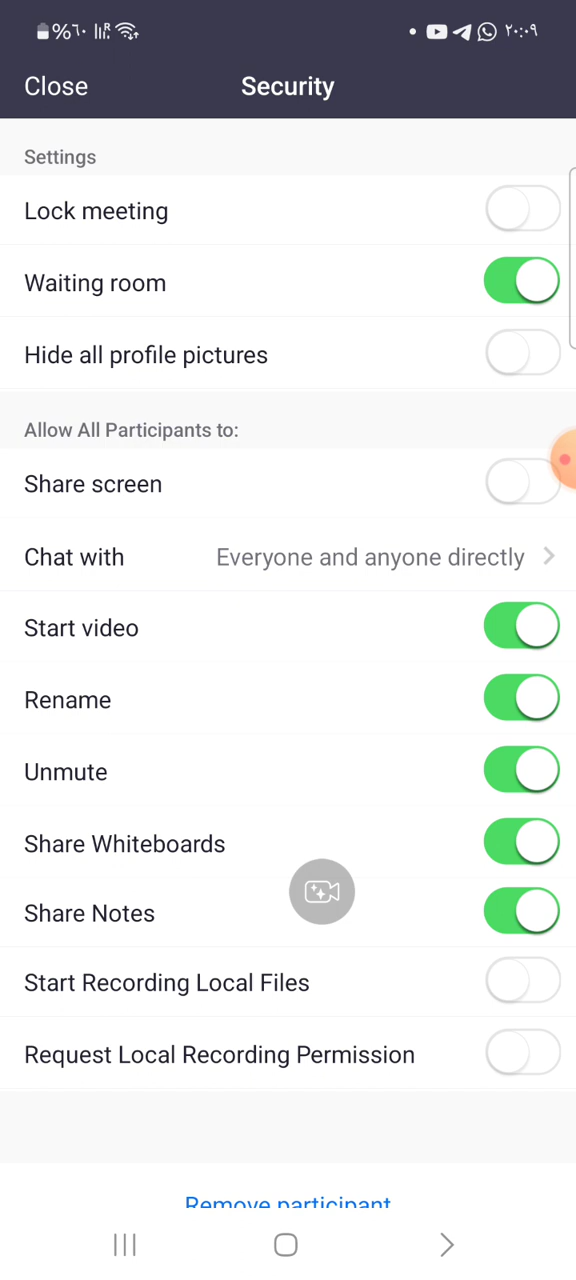 %٦٠ ٢٠:٠٩
Close Security
Settings
Lock meeting
Waiting room
Hide all profile pictures
Allow All Participants to:
Share screen
Chat with Everyone and anyone directly
Start video
Rename
Unmute
Share Whiteboards
Share Notes
Start Recording Local Files
Request Local Recording Permission
Remove participant